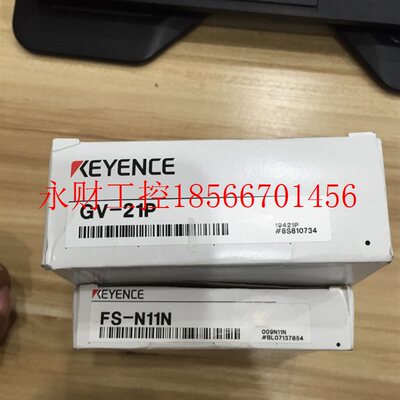 KEYENCE
永财工控18566701456
GV-21P
19421P
#8S810734
KEYENCE
FS-N11N
009N11N
#BL07137854